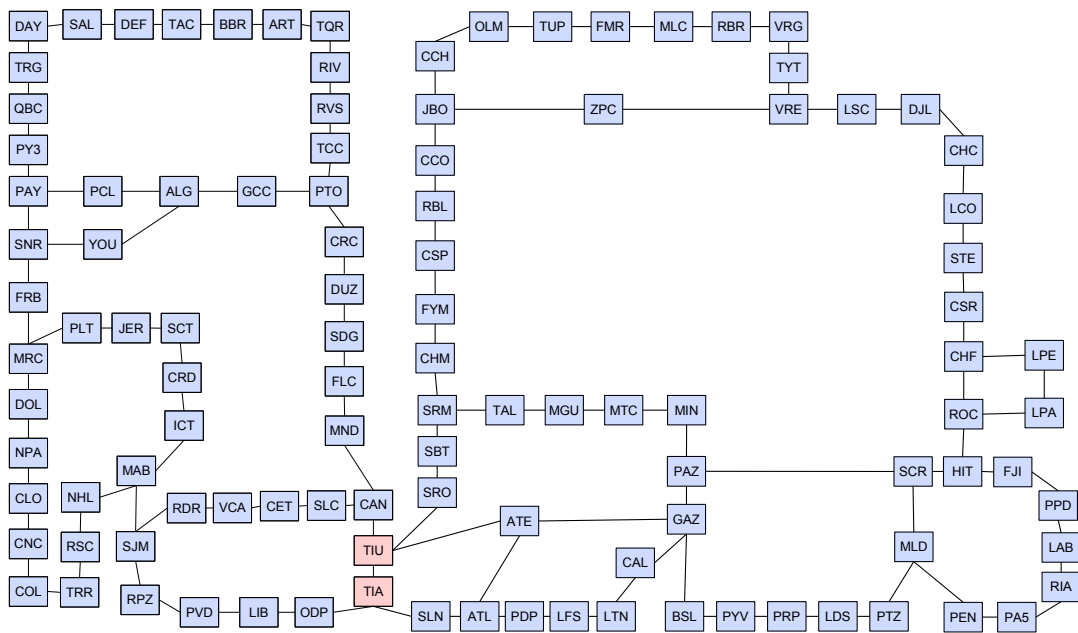 DAY SAL DEF TAC BBR ART TQR OLM TUP FMR MLC RBR VRG
TRG RIV CCH TYT
QBC RVS JBO ZPC VRE LSC DJL
PY3 TCC CCO CHC
PAY PCL ALG GCC PTO RBL LCO
SNR YOU CRC CSP STE
FRB DUZ FYM CSR
MRC PLT JER SCT SDG CHM CHF LPE
DOL CRD FLC SRM TAL MGU MTC MIN ROC LPA
NPA ICT MND SBT
CLO NHL MAB SRO PAZ SCR HIT FJI
CNC RSC SJM RDR VCA CET SLC CAN ATE GAZ PPD
TIU CAL MLD LAB
COL TRR RPZ TIA RIA
PVD LIB ODP SLN ATL PDP LFS LTN BSL PYV PRP LDS PTZ PEN PA5